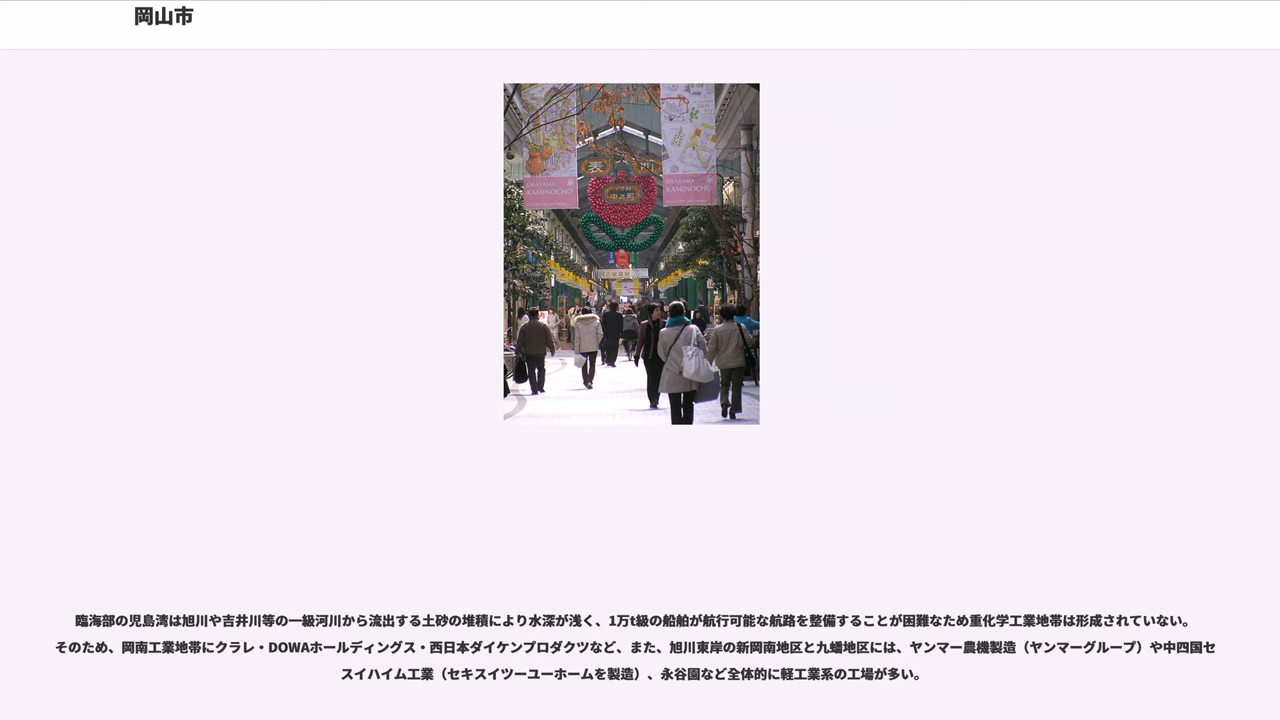 岡山市
表 町
中之町
OKAYAMA
KAMINOCHO
OKAYAMA
KAMINOCHO
臨海部の児島湾は旭川や吉井川等の一級河川から流出する土砂の堆積により水深が浅く、1万t級の船舶が航行可能な航路を整備することが困難なため重化学工業地帯は形成されていない。
そのため、岡南工業地帯にクラレ・DOWAホールディングス・西日本ダイケンプロダクツなど、また、旭川東岸の新岡南地区と九蟠地区には、ヤンマー農機製造（ヤンマーグループ）や中四国セ
スイハイム工業（セキスイツーユーホームを製造）、永谷園など全体的に軽工業系の工場が多い。